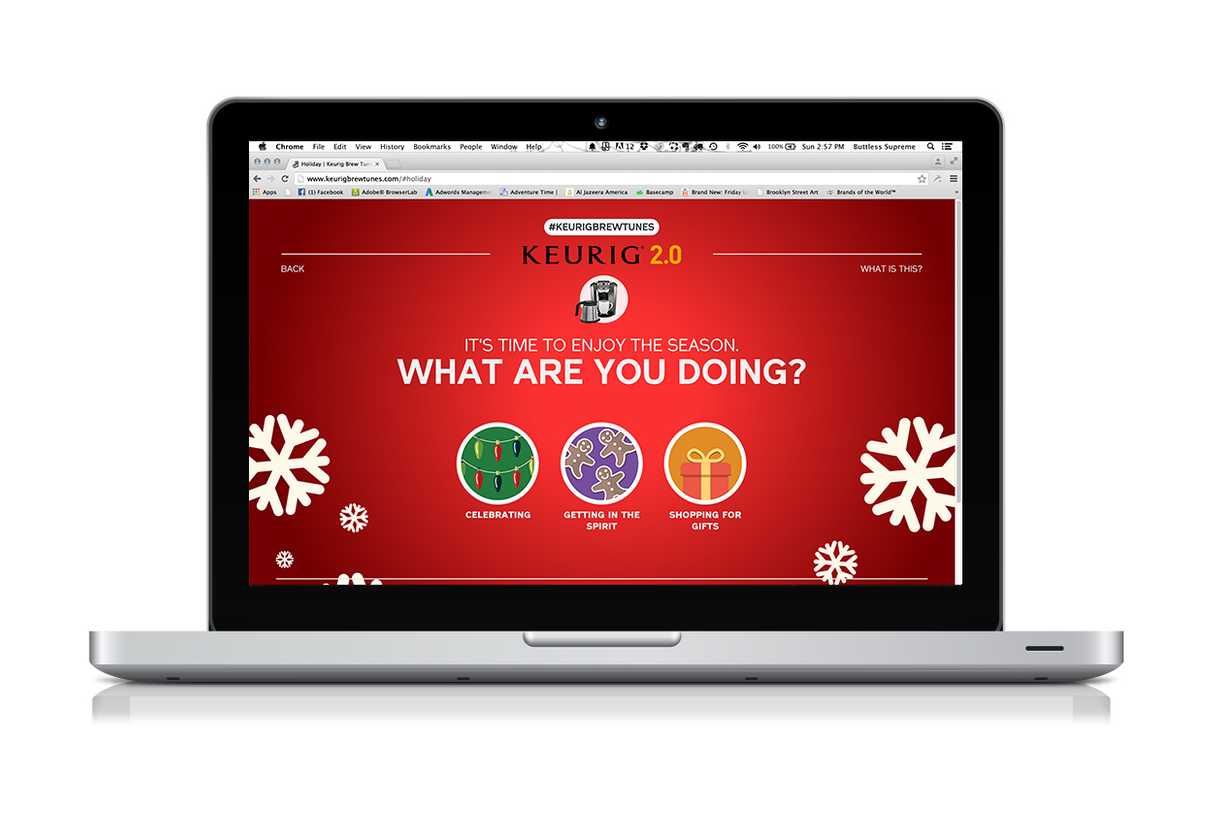 Chrome File Edit View History Bookmarks People Window Help 12 100% Sun 2:57 PM Buttless Supreme
Holiday | Keurig Brew Tunes
www.keurigbrewtunes.com/#holiday
Apps (1) Facebook Adobe® BrowserLab Adwords Manageme Adventure Time | Al Jazeera America Basecamp Brand New: Friday Brooklyn Street Art Brands of the World™
#KEURIGBREWTUNES
KEURIG® 2.0
BACK
WHAT IS THIS?
IT'S TIME TO ENJOY THE SEASON.
WHAT ARE YOU DOING?
CELEBRATING
GETTING IN THE
SPIRIT
SHOPPING FOR
GIFTS